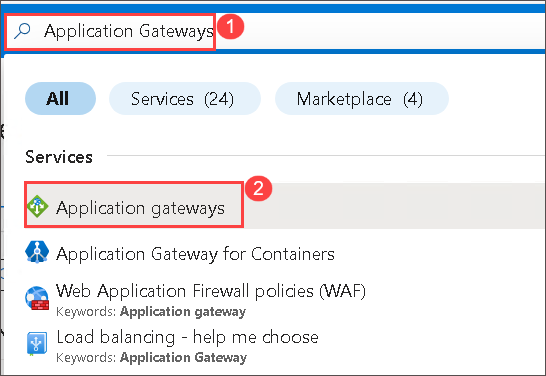 Application Gateways
1
All
Services (24)
Marketplace (4)
Services
2
Application gateways
Application Gateway for Containers
Web Application Firewall policies (WAF)
Keywords: Application gateway
Load balancing - help me choose
Keywords: Application Gateway